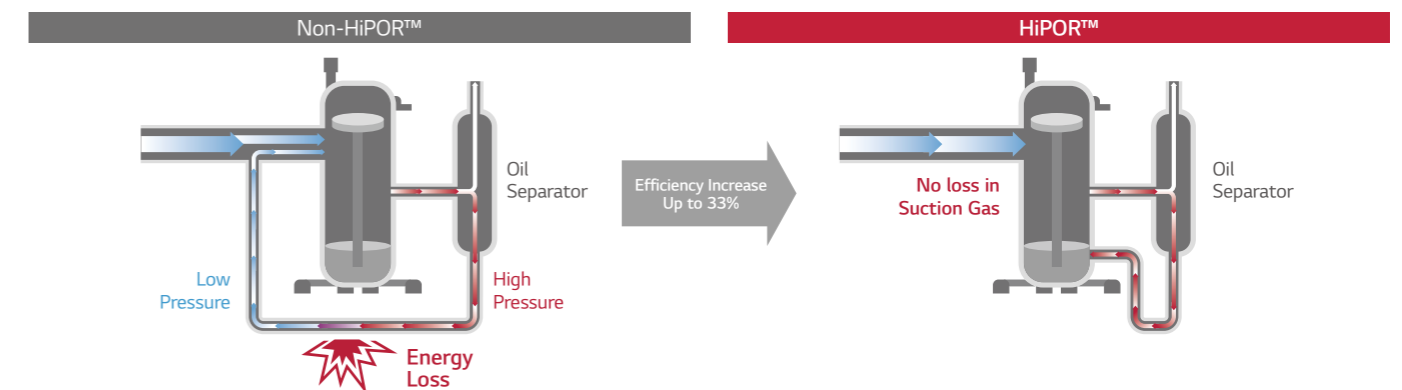 Non-HiPOR™
HiPOR™
Oil
Separator
Low
Pressure
High
Pressure
Energy
Loss
Efficiency Increase
Up to 33%
No loss in
Suction Gas
Oil
Separator